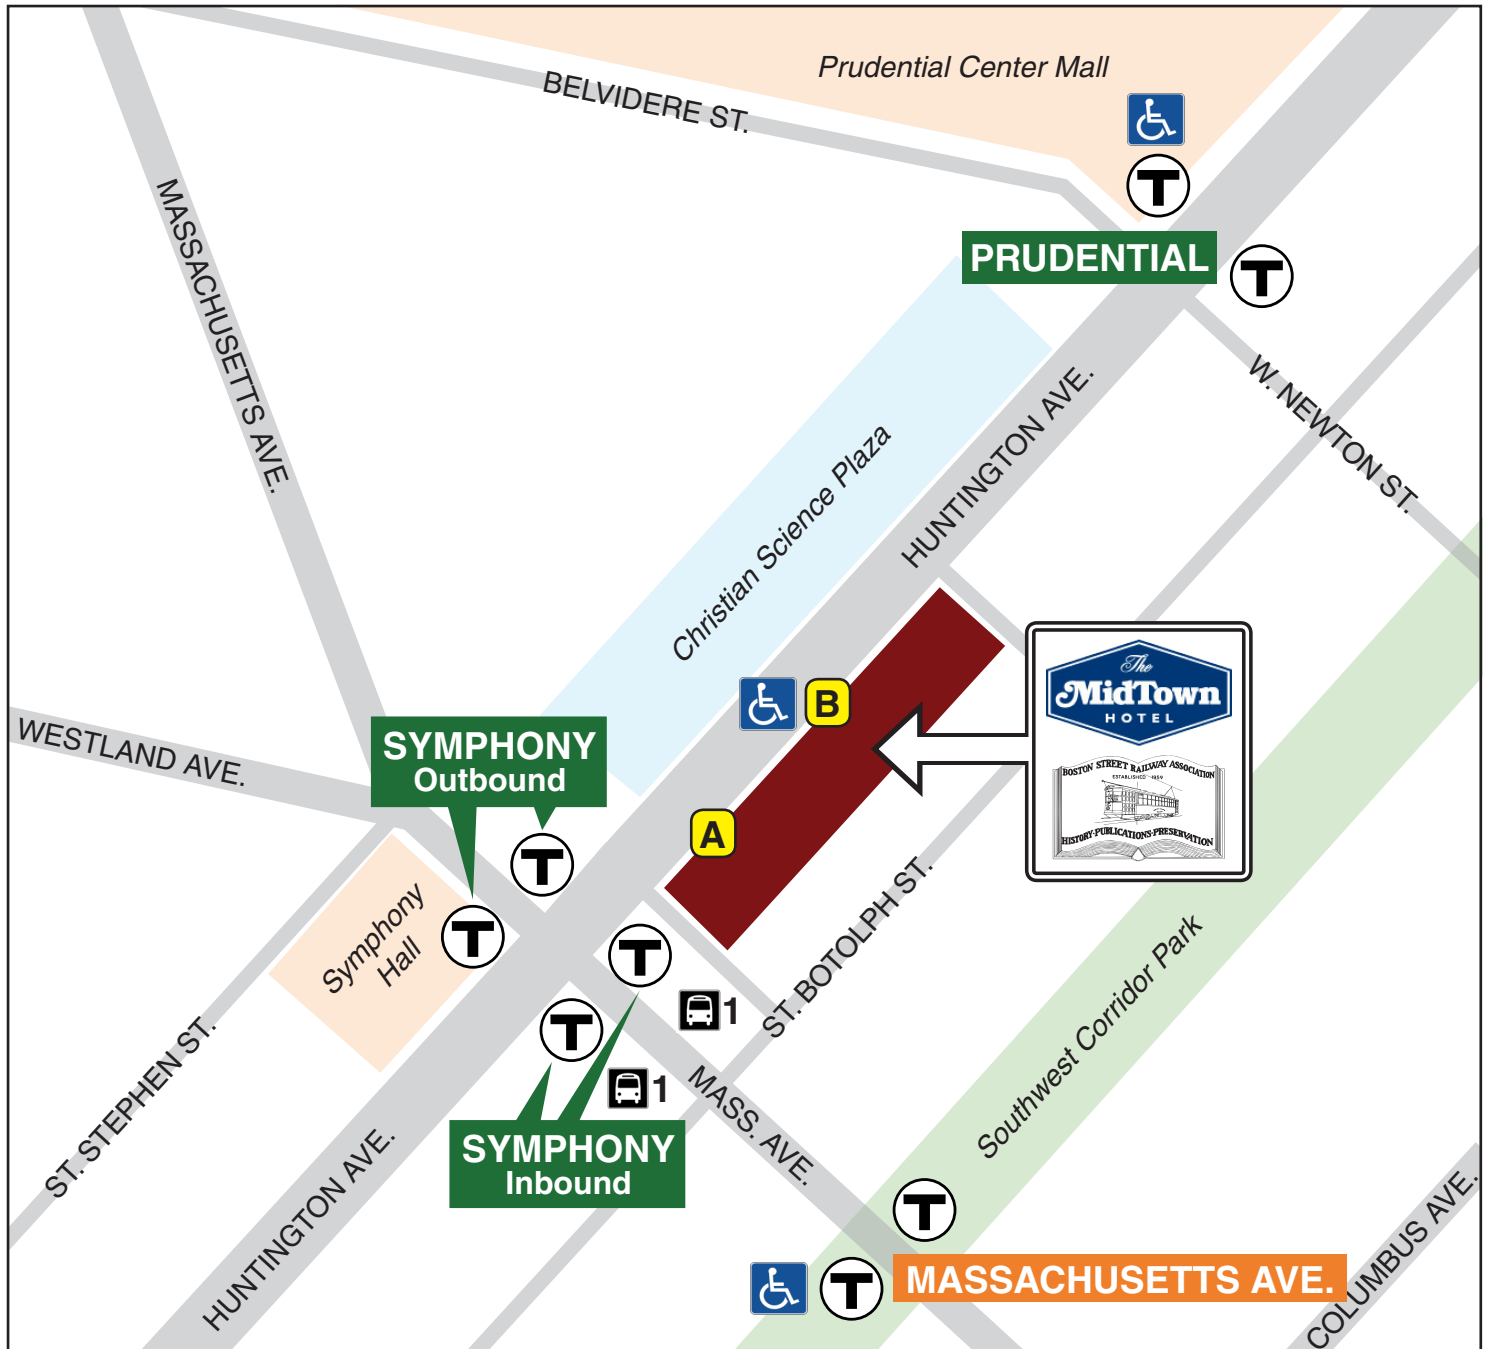 Prudential Center Mall
BELVIDERE ST.
T
PRUDENTIAL
T
MASSACHUSETTS AVE.
W. NEWTON ST.
HUNTINGTON AVE.
Christian Science Plaza
The
MidTown
HOTEL
BOSTON STREET RAILWAY ASSOCIATION
ESTABLISHED 1959
HISTORY·PUBLICATIONS·PRESERVATION
B
A
WESTLAND AVE.
SYMPHONY
Outbound
T
T
Symphony
Hall
T
1
T
1
ST. BOTOLPH ST.
Southwest Corridor Park
ST. STEPHEN ST.
HUNTINGTON AVE.
MASS. AVE.
SYMPHONY
Inbound
T
T
MASSACHUSETTS AVE.
COLUMBUS AVE.